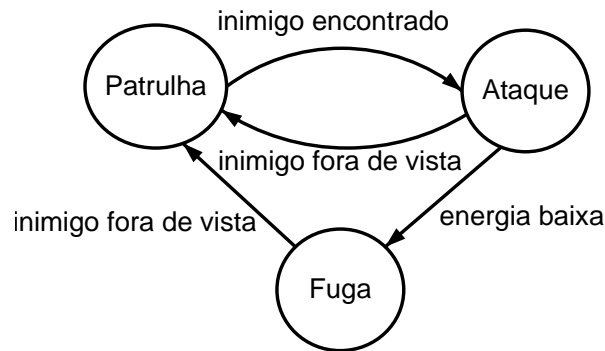 inimigo encontrado
Patrulha
Ataque
inimigo fora de vista
inimigo fora de vista
energia baixa
Fuga